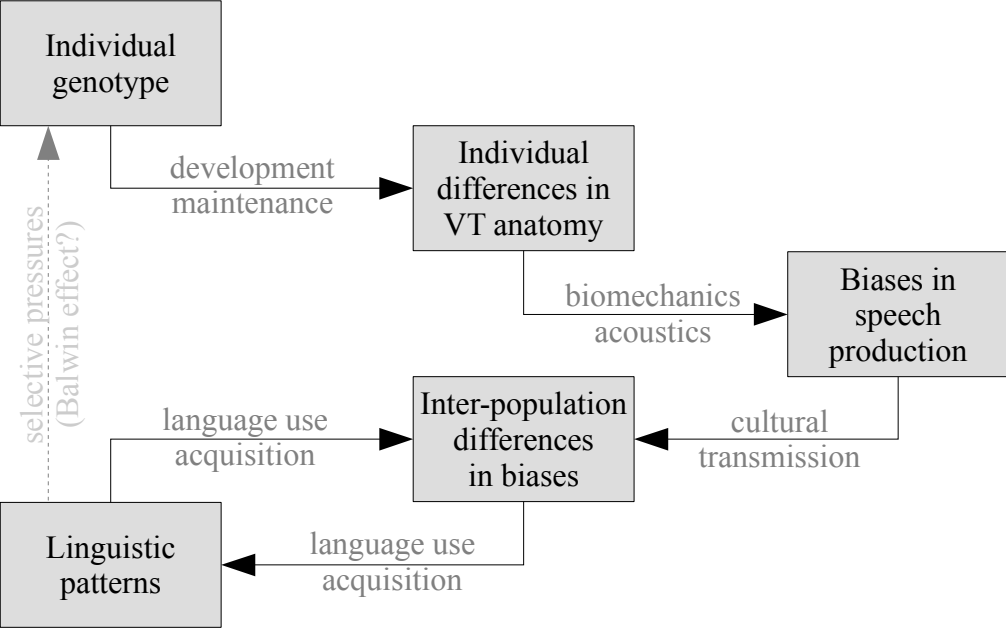 Individual
genotype
development
maintenance
Individual
differences in
VT anatomy
biomechanics
acoustics
Biases in
speech
production
cultural
transmission
Inter-population
differences
in biases
language use
acquisition
language use
acquisition
Linguistic
patterns
selective pressures
(Balwin effect?)